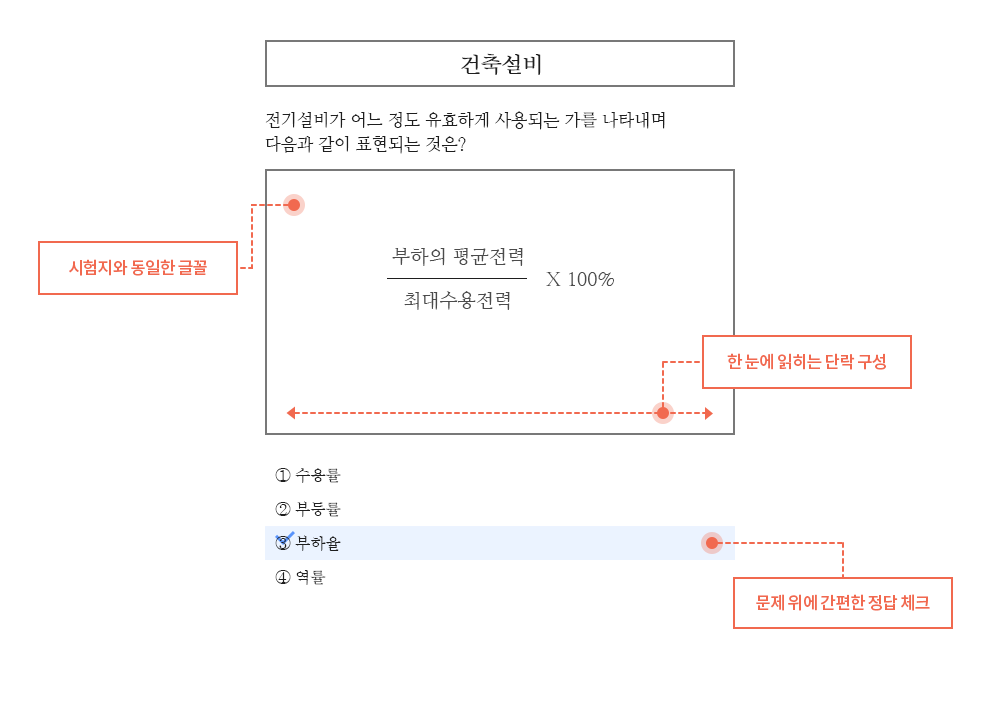 건축설비
전기설비가 어느 정도 유효하게 사용되는 가를 나타내며
다음과 같이 표현되는 것은?
시험지와 동일한 글꼴
부하의 평균전력
최대수용전력
X 100%
한 눈에 읽히는 단락 구성
① 수용률
② 부등률
③ 부하율
④ 역률
문제 위에 간편한 정답 체크